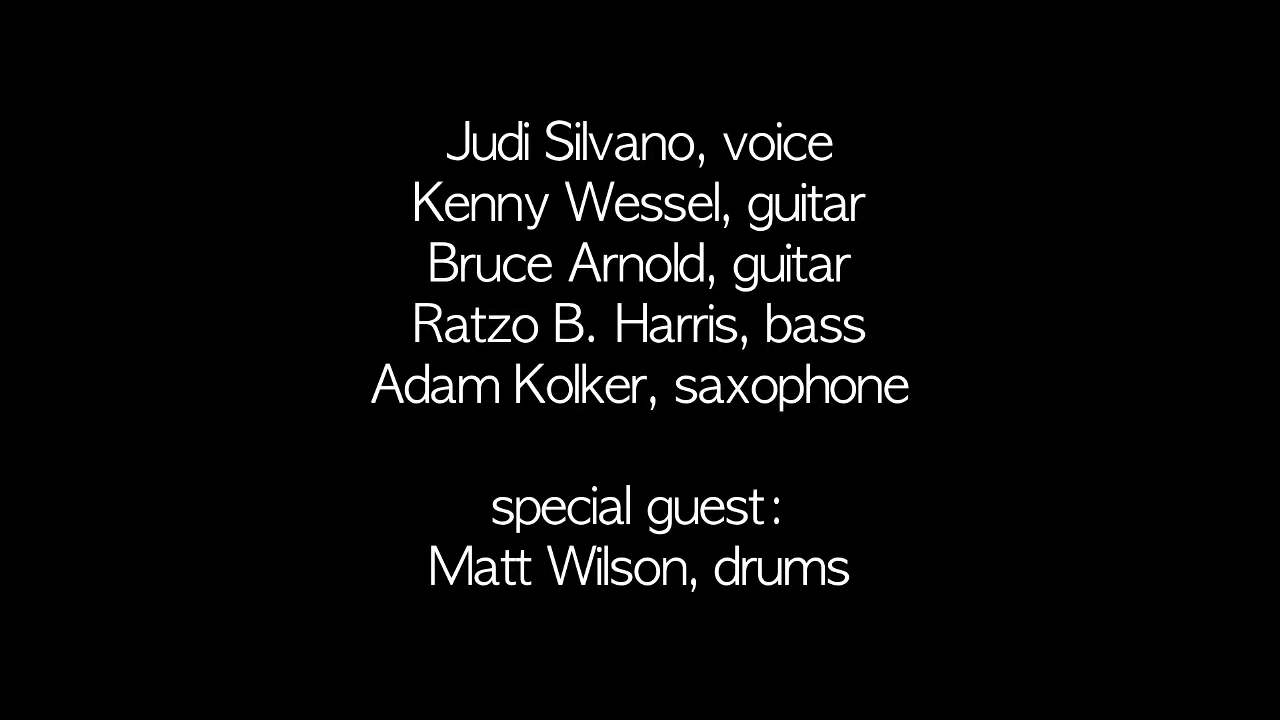 Judi Silvano, voice
Kenny Wessel, guitar
Bruce Arnold, guitar
Ratzo B. Harris, bass
Adam Kolker, saxophone
special guest:
Matt Wilson, drums